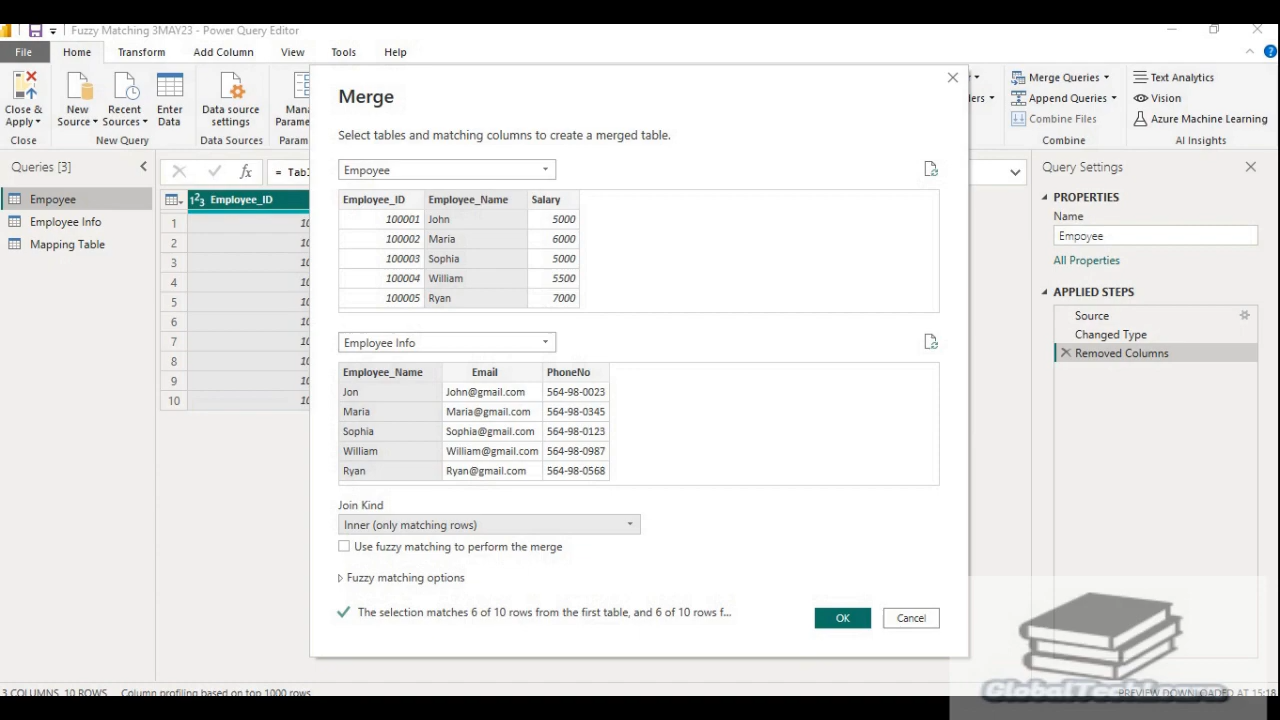 Fuzzy Matching 3MAY23 - Power Query Editor
File Home Transform Add Column View Tools Help
Close & Apply
New Source
Recent Sources
Enter Data
Data source settings
Merge Queries
Append Queries
Combine Files
Text Analytics
Vision
Azure Machine Learning
Close New Query Data Sources Combine AI Insights
Queries [3]
Empoyee
Employee Info
Mapping Table
fx
Employee_ID
1
2
3
4
5
6
7
8
9
10
Merge
Select tables and matching columns to create a merged table.
Empoyee
Employee_ID Employee_Name Salary
100001 John 5000
100002 Maria 6000
100003 Sophia 5000
100004 William 5500
100005 Ryan 7000
Employee Info
Employee_Name Email PhoneNo
Jon John@gmail.com 564-98-0023
Maria Maria@gmail.com 564-98-0345
Sophia Sophia@gmail.com 564-98-0123
William William@gmail.com 564-98-0987
Ryan Ryan@gmail.com 564-98-0568
Join Kind
Inner (only matching rows)
Use fuzzy matching to perform the merge
Fuzzy matching options
The selection matches 6 of 10 rows from the first table, and 6 of 10 rows f...
OK Cancel
Query Settings
PROPERTIES
Name
Empoyee
All Properties
APPLIED STEPS
Source
Changed Type
Removed Columns
3 COLUMNS, 10 ROWS Column profiling based on top 1000 rows
PREVIEW DOWNLOADED AT 15:18